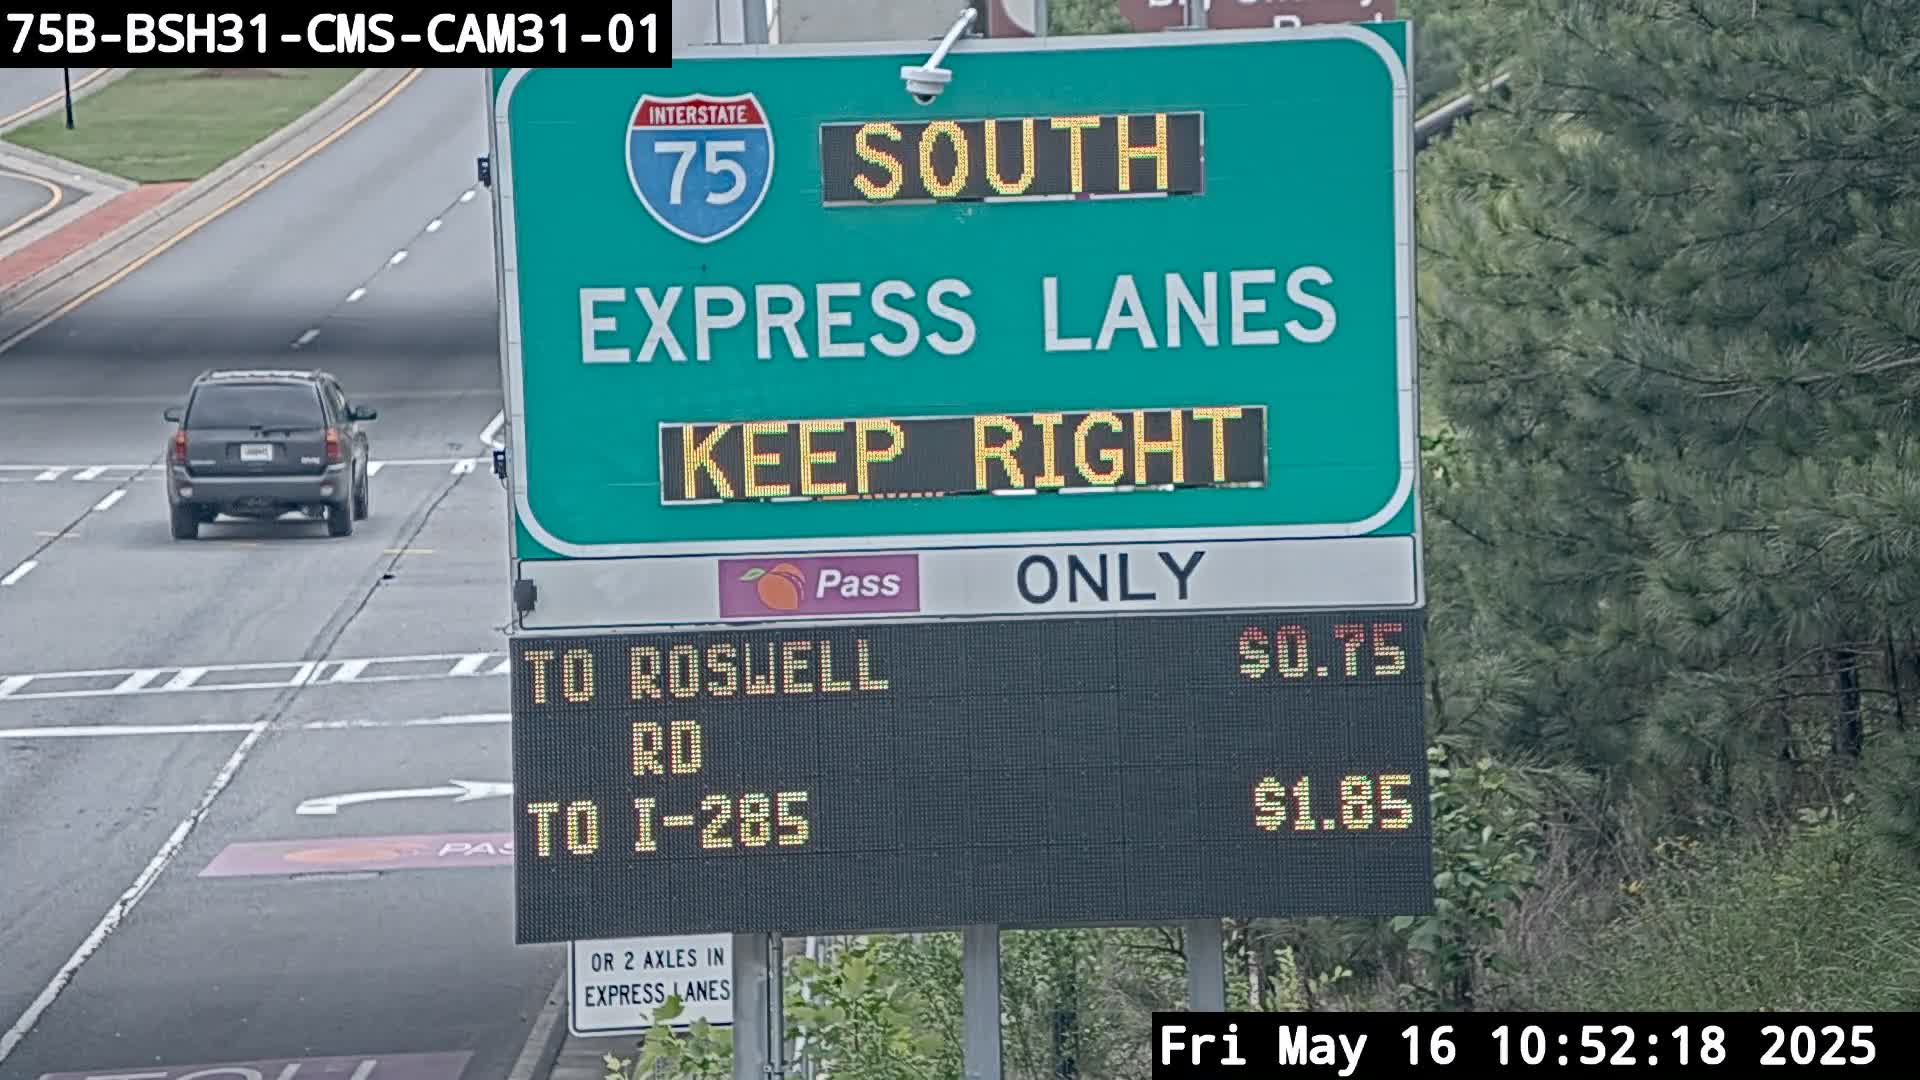 75B-BSH31-CMS-CAM31-01
INTERSTATE
75
SOUTH
EXPRESS LANES
KEEP RIGHT
Pass ONLY
TO ROSWELL $0.75
RD
TO I-285 $1.85
OR 2 AXLES IN
EXPRESS LANES
Fri May 16 10:52:18 2025